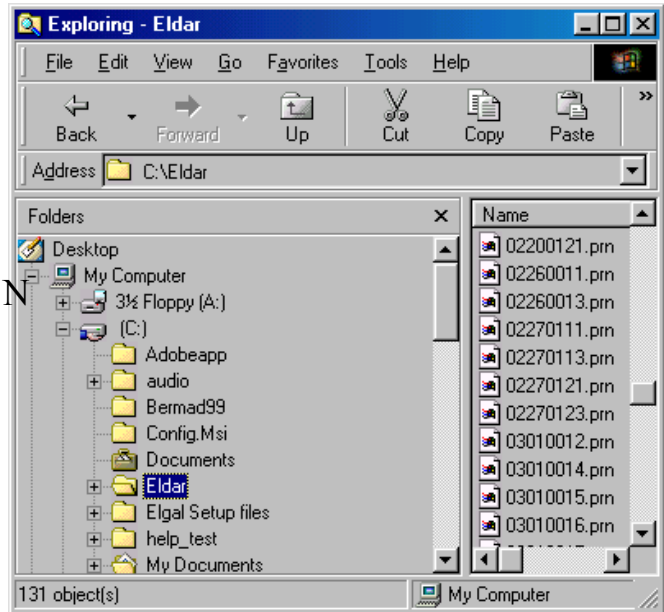 Exploring - Eldar
File Edit View Go Favorites Tools Help
Back Forward Up Cut Copy Paste »
Address C:\Eldar
Folders
Desktop
My Computer
3½ Floppy (A:)
(C:)
Adobeapp
audio
Bermad99
Config.Msi
Documents
Eldar
Elgal Setup files
help_test
My Documents
N
Name
02200121.prn
02260011.prn
02260013.prn
02270111.prn
02270113.prn
02270121.prn
02270123.prn
03010012.prn
03010014.prn
03010015.prn
03010016.prn
131 object(s)
My Computer